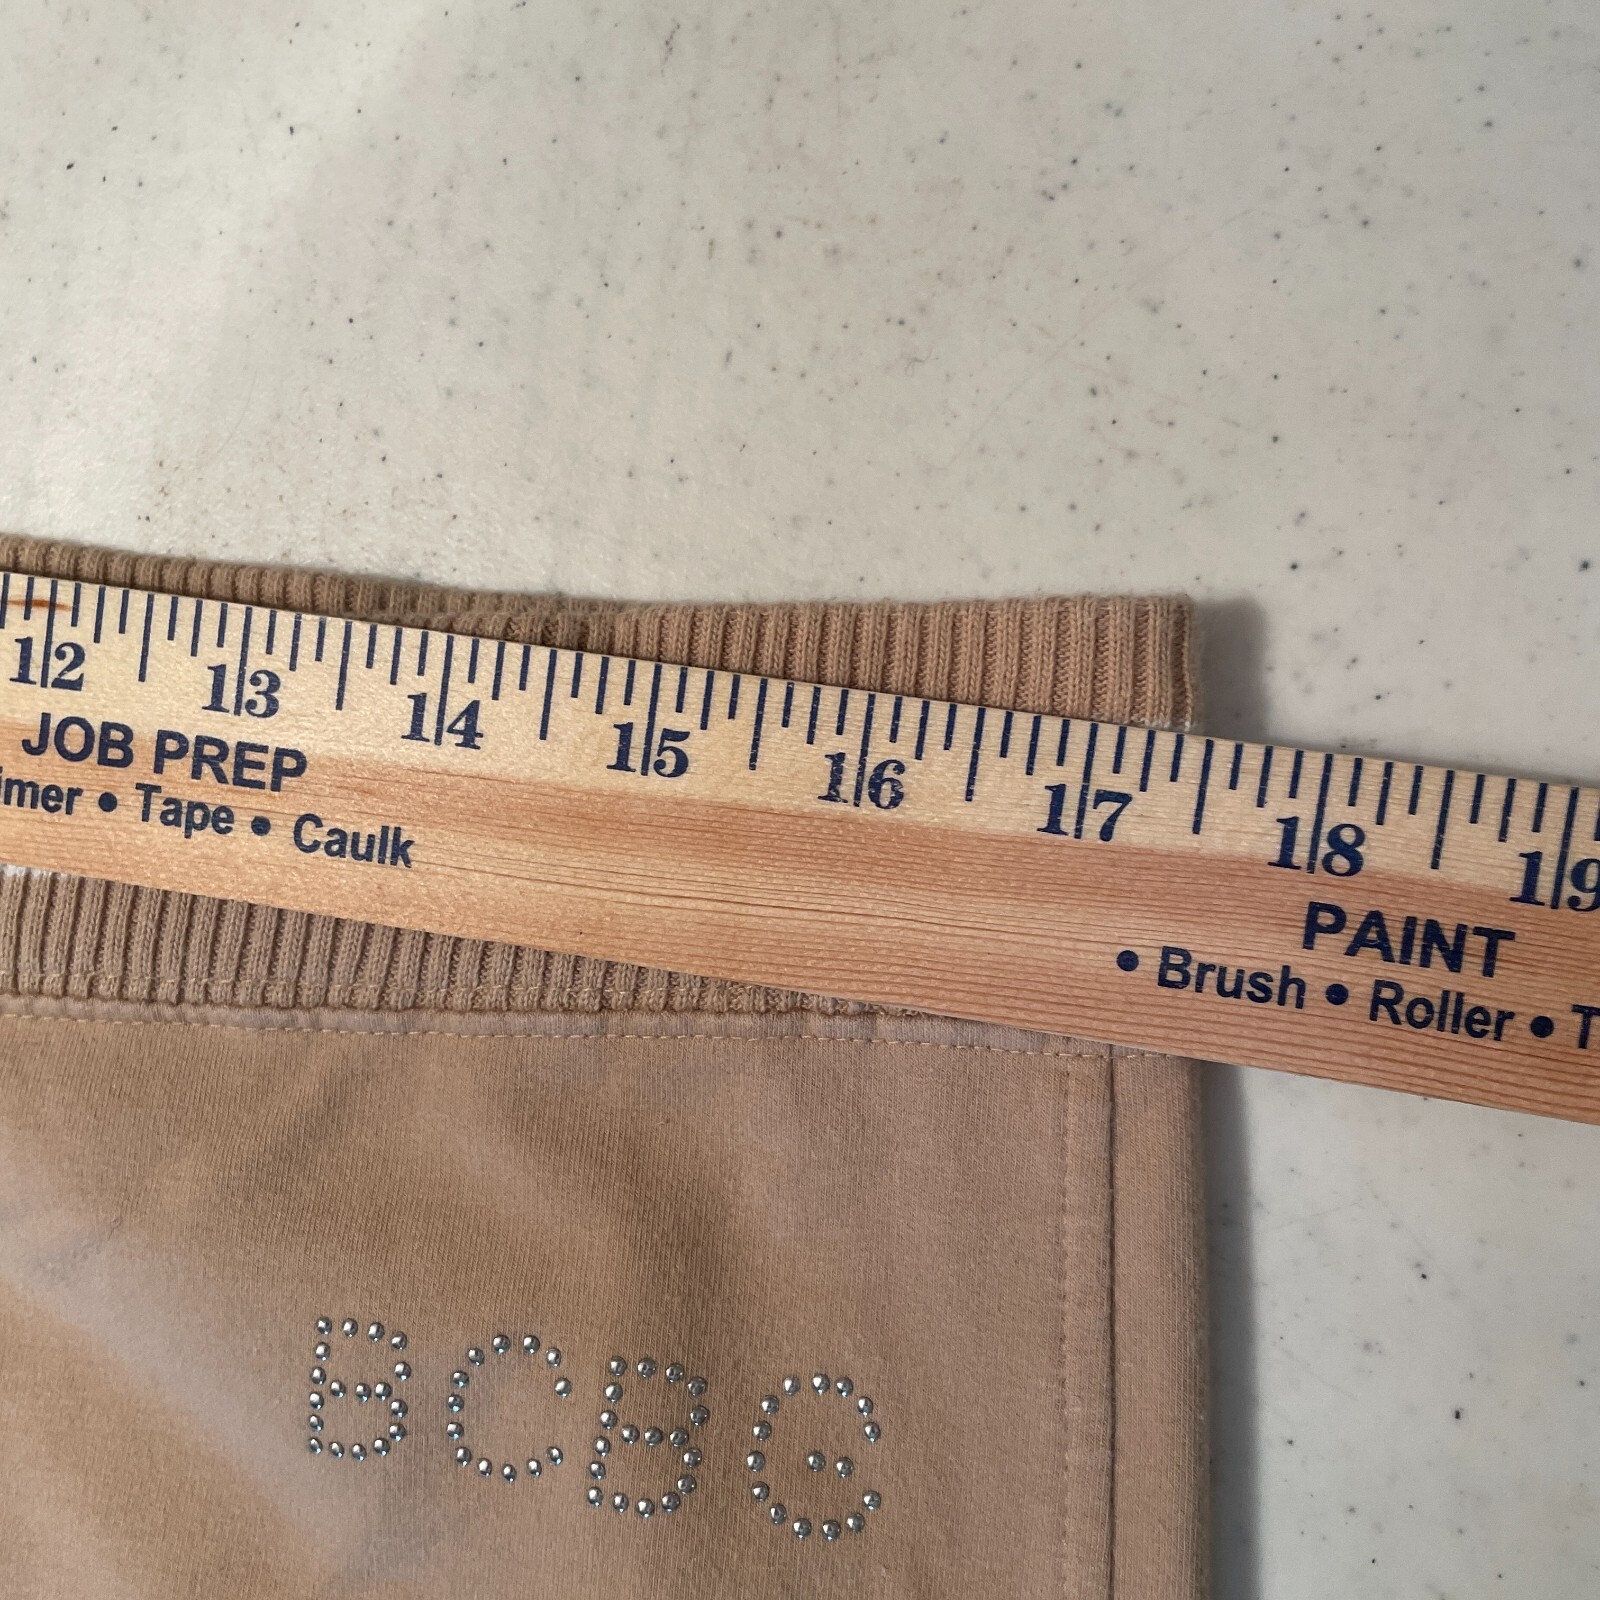 12 13 14 15 16 17 18 19
JOB PREP
imer • Tape • Caulk
PAINT
• Brush • Roller • T
BCBG